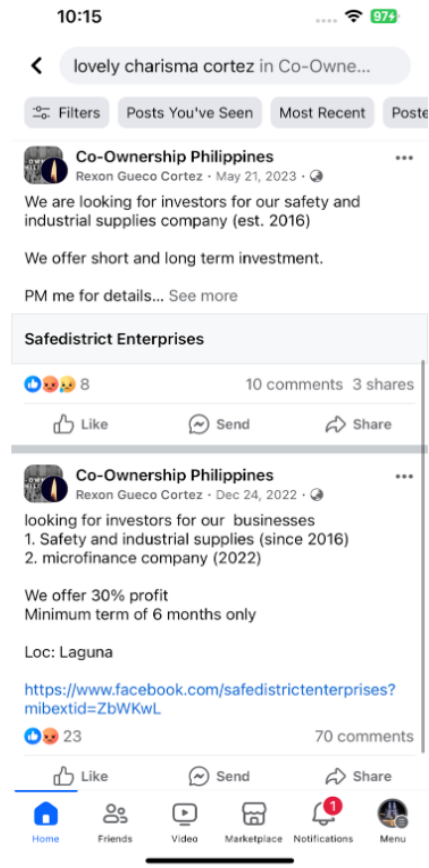 10:15
97
lovely charisma cortez in Co-Owne...
Filters
Posts You've Seen
Most Recent
Poste
Co-Ownership Philippines
Rexon Gueco Cortez · May 21, 2023 ·
We are looking for investors for our safety and
industrial supplies company (est. 2016)
We offer short and long term investment.
PM me for details... See more
Safedistrict Enterprises
8
10 comments 3 shares
Like
Send
Share
Co-Ownership Philippines
Rexon Gueco Cortez · Dec 24, 2022 ·
looking for investors for our businesses
1. Safety and industrial supplies (since 2016)
2. microfinance company (2022)
We offer 30% profit
Minimum term of 6 months only
Loc: Laguna
https://www.facebook.com/safedistrictenterprises?
mibextid=ZbWKwL
23
70 comments
Like
Send
Share
1
Home
Friends
Video
Marketplace
Notifications
Menu